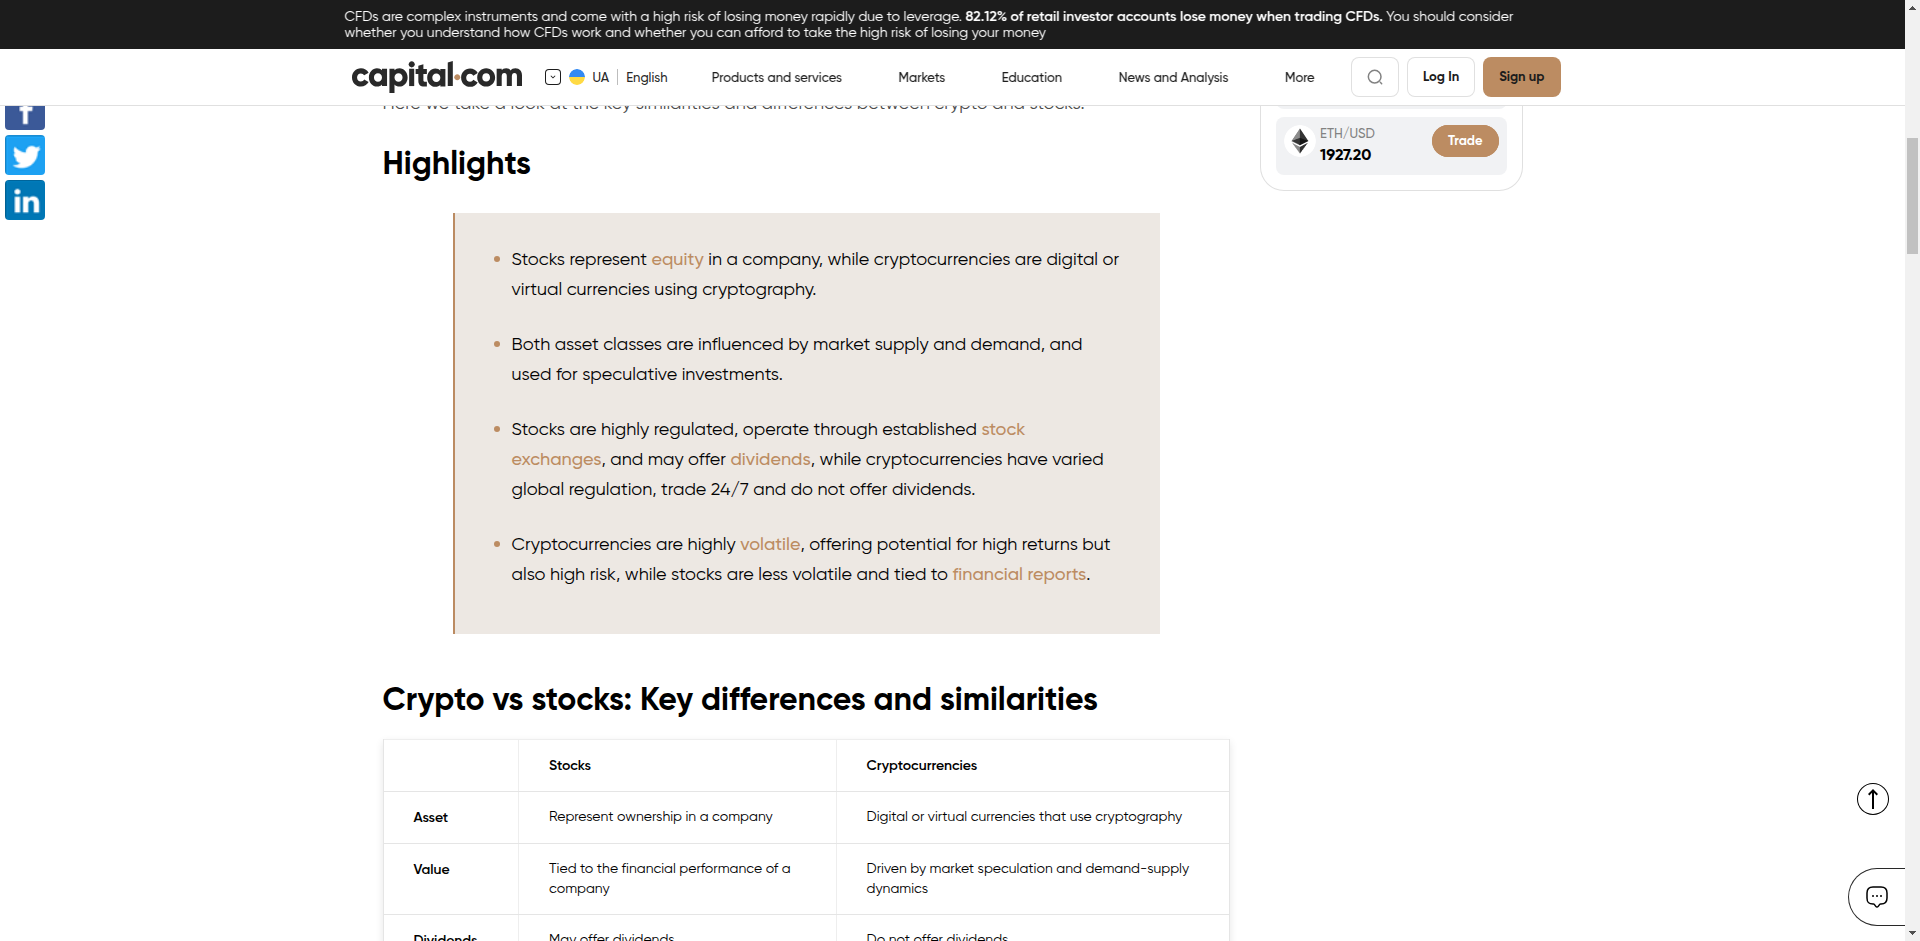 CFDs are complex instruments and come with a high risk of losing money rapidly due to leverage. 82.12% of retail investor accounts lose money when trading CFDs. You should consider
whether you understand how CFDs work and whether you can afford to take the high risk of losing your money
capital.com
UA
English
Products and services
Markets
Education
News and Analysis
More
Log In
Sign up
Here we take a look at the key similarities and differences between crypto and stocks.
ETH/USD
1927.20
Trade
Highlights
Stocks represent equity in a company, while cryptocurrencies are digital or
virtual currencies using cryptography.
Both asset classes are influenced by market supply and demand, and
used for speculative investments.
Stocks are highly regulated, operate through established stock
exchanges, and may offer dividends, while cryptocurrencies have varied
global regulation, trade 24/7 and do not offer dividends.
Cryptocurrencies are highly volatile, offering potential for high returns but
also high risk, while stocks are less volatile and tied to financial reports.
Crypto vs stocks: Key differences and similarities
Stocks
Cryptocurrencies
Asset
Represent ownership in a company
Digital or virtual currencies that use cryptography
Value
Tied to the financial performance of a
company
Driven by market speculation and demand-supply
dynamics
Dividends
May offer dividends
Do not offer dividends